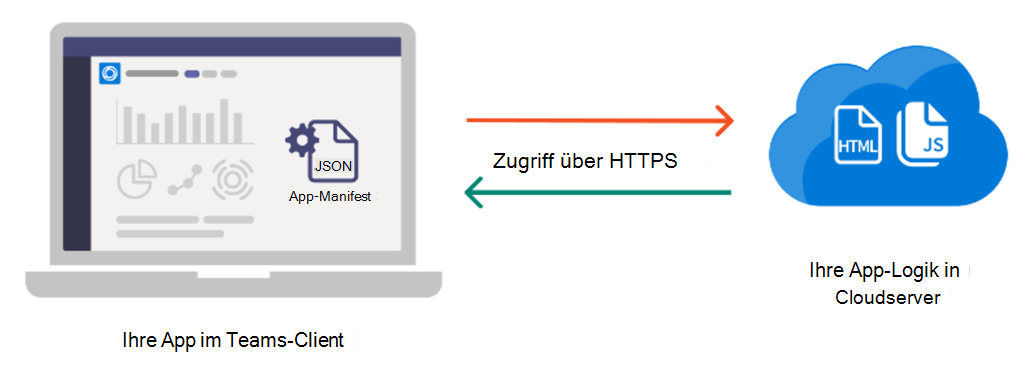 JSON
App-Manifest
Zugriff über HTTPS
HTML
JS
Ihre App-Logik in
Cloudserver
Ihre App im Teams-Client